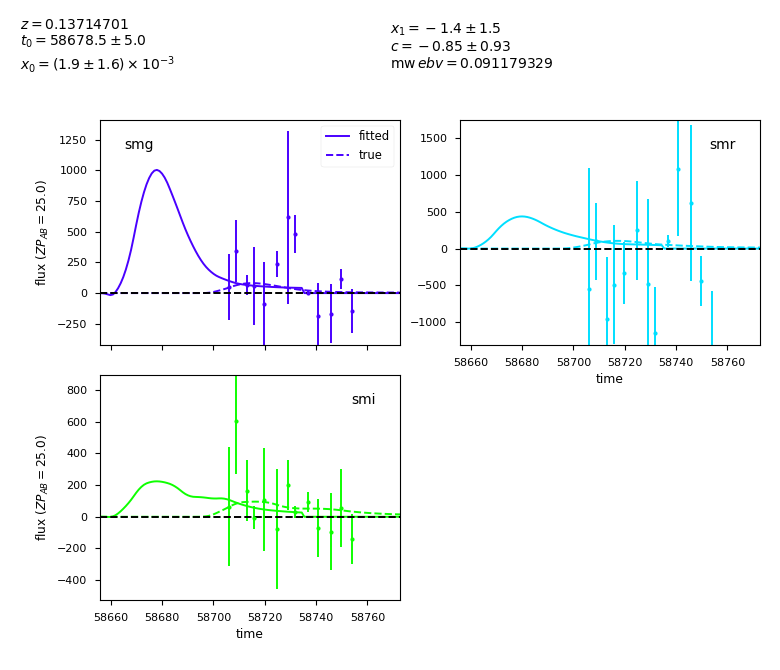 z = 0.13714701
t₀ = 58678.5 ± 5.0
x₀ = (1.9 ± 1.6) × 10⁻³
x₁ = −1.4 ± 1.5
c = −0.85 ± 0.93
mw ebv = 0.091179329
smg
fitted
true
1250
1000
750
500
250
0
−250
flux (ZP_AB = 25.0)
smr
1500
1000
500
0
−500
−1000
58660 58680 58700 58720 58740 58760
time
smi
800
600
400
200
0
−200
−400
flux (ZP_AB = 25.0)
58660 58680 58700 58720 58740 58760
time